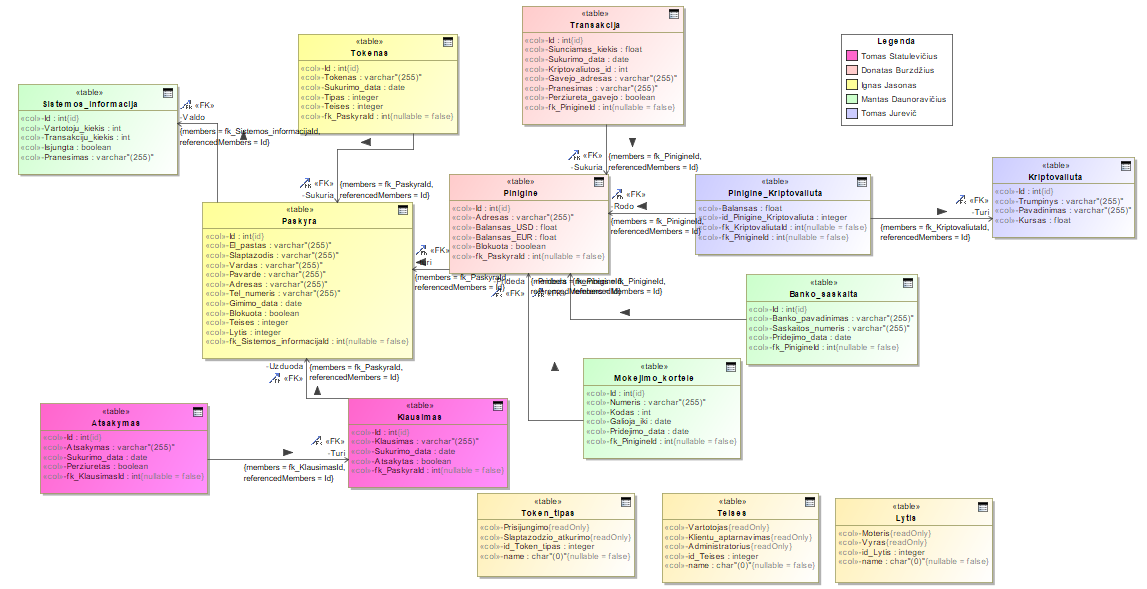 «table»
Transakcija
«col»-Id : int{id}
«col»-Siunciamas_kiekis : float
«col»-Sukurimo_data : date
«col»-Kriptovaliutos_id : int
«col»-Gavejo_adresas : varchar"(255)"
«col»-Pranesimas : varchar"(255)"
«col»-Perziureta_gavejo : boolean
«col»-fk_PinigineId : int{nullable = false}
Legenda
Tomas Statulevičius
Donatas Burzdžius
Ignas Jasonas
Mantas Daunoravičius
Tomas Jurevič
«table»
Tokenas
«col»-Id : int{id}
«col»-Tokenas : varchar"(255)"
«col»-Sukurimo_data : date
«col»-Tipas : integer
«col»-Teises : integer
«col»-fk_PaskyraId : int{nullable = false}
«table»
Sistemos_informacija
«col»-Id : int{id}
«col»-Vartotoju_kiekis : int
«col»-Transakciju_kiekis : int
«col»-Isjungta : boolean
«col»-Pranesimas : varchar"(255)"
«FK»
-Valdo
{members = fk_Sistemos_informacijaId,
referencedMembers = Id}
«FK»
-Sukuria
{members = fk_PaskyraId,
referencedMembers = Id}
«FK»
-Sukuria
{members = fk_PinigineId,
referencedMembers = Id}
«table»
Paskyra
«col»-Id : int{id}
«col»-El_pastas : varchar"(255)"
«col»-Slaptazodis : varchar"(255)"
«col»-Vardas : varchar"(255)"
«col»-Pavarde : varchar"(255)"
«col»-Adresas : varchar"(255)"
«col»-Tel_numeris : varchar"(255)"
«col»-Gimimo_data : date
«col»-Blokuota : boolean
«col»-Teises : integer
«col»-Lytis : integer
«col»-fk_Sistemos_informacijaId : int{nullable = false}
«table»
Pinigine
«col»-Id : int{id}
«col»-Adresas : varchar"(255)"
«col»-Balansas_USD : float
«col»-Balansas_EUR : float
«col»-Blokuota : boolean
«col»-fk_PaskyraId : int{nullable = false}
«FK»
-Rodo
{members = fk_PinigineId,
referencedMembers = Id}
«table»
Pinigine_Kriptovaliuta
«col»-Balansas : float
«col»-id_Pinigine_Kriptovaliuta : integer
«col»-fk_KriptovaliutaId : int{nullable = false}
«col»-fk_PinigineId : int{nullable = false}
«FK»
-Turi
{members = fk_KriptovaliutaId,
referencedMembers = Id}
«table»
Kriptovaliuta
«col»-Id : int{id}
«col»-Trumpinys : varchar"(255)"
«col»-Pavadinimas : varchar"(255)"
«col»-Kursas : float
«FK»
{members = fk_PaskyraId,
referencedMembers = Id}
«FK»
«FK»
«table»
Banko_saskaita
«col»-Id : int{id}
«col»-Banko_pavadinimas : varchar"(255)"
«col»-Saskaitos_numeris : varchar"(255)"
«col»-Pridejimo_data : date
«col»-fk_PinigineId : int{nullable = false}
«table»
Mokejimo_kortele
«col»-Id : int{id}
«col»-Numeris : varchar"(255)"
«col»-Kodas : int
«col»-Galioja_iki : date
«col»-Pridejimo_data : date
«col»-fk_PinigineId : int{nullable = false}
-Uzduoda
«FK»
{members = fk_PaskyraId,
referencedMembers = Id}
«table»
Atsakymas
«col»-Id : int{id}
«col»-Atsakymas : varchar"(255)"
«col»-Sukurimo_data : date
«col»-Perziuretas : boolean
«col»-fk_KlausimasId : int{nullable = false}
«FK»
-Turi
{members = fk_KlausimasId,
referencedMembers = Id}
«table»
Klausimas
«col»-Id : int{id}
«col»-Klausimas : varchar"(255)"
«col»-Sukurimo_data : date
«col»-Atsakytas : boolean
«col»-fk_PaskyraId : int{nullable = false}
«table»
Token_tipas
«col»-Prisijungimo{readOnly}
«col»-Slaptazodzio_atkurimo{readOnly}
«col»-id_Token_tipas : integer
«col»-name : char"(0)"{nullable = false}
«table»
Teises
«col»-Vartotojas{readOnly}
«col»-Klientu_aptarnavimas{readOnly}
«col»-Administratorius{readOnly}
«col»-id_Teises : integer
«col»-name : char"(0)"{nullable = false}
«table»
Lytis
«col»-Moteris{readOnly}
«col»-Vyras{readOnly}
«col»-id_Lytis : integer
«col»-name : char"(0)"{nullable = false}